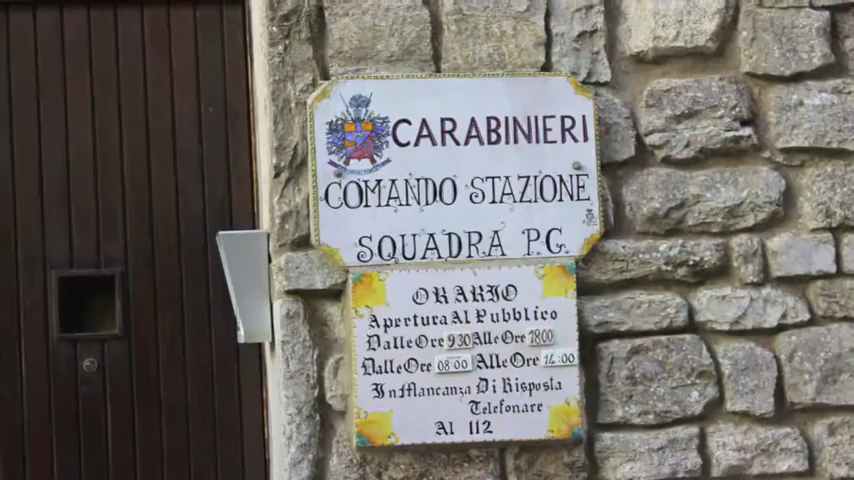 CARABINIERI
COMANDO STAZIONE
SQUADRA P.G.
ORARIO
Apertura Al Pubblico
Dalle Ore 9:30 Alle Ore 18:00
Dalle Ore 08:00 Alle Ore 14:00
In Mancanza Di Risposta
Telefonare
Al 112